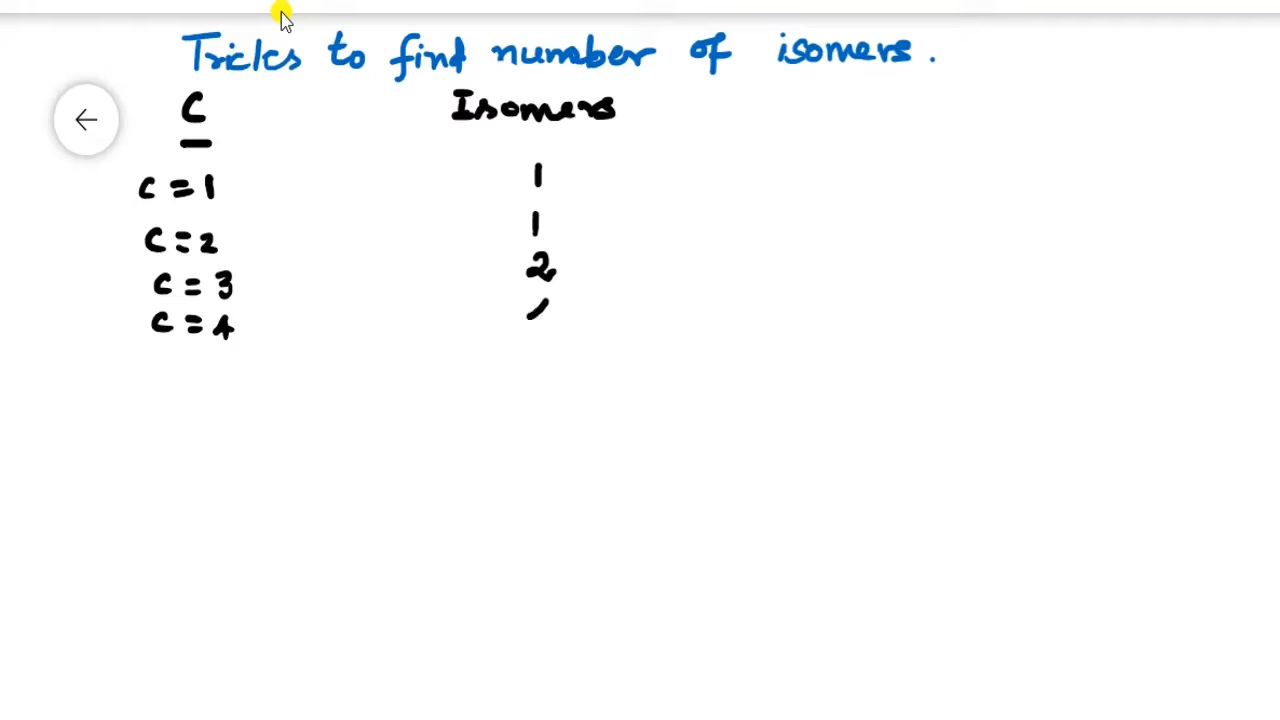 Tricks to find number of isomers.
C Isomers
C = 1 1
C = 2 1
C = 3 2
C = 4